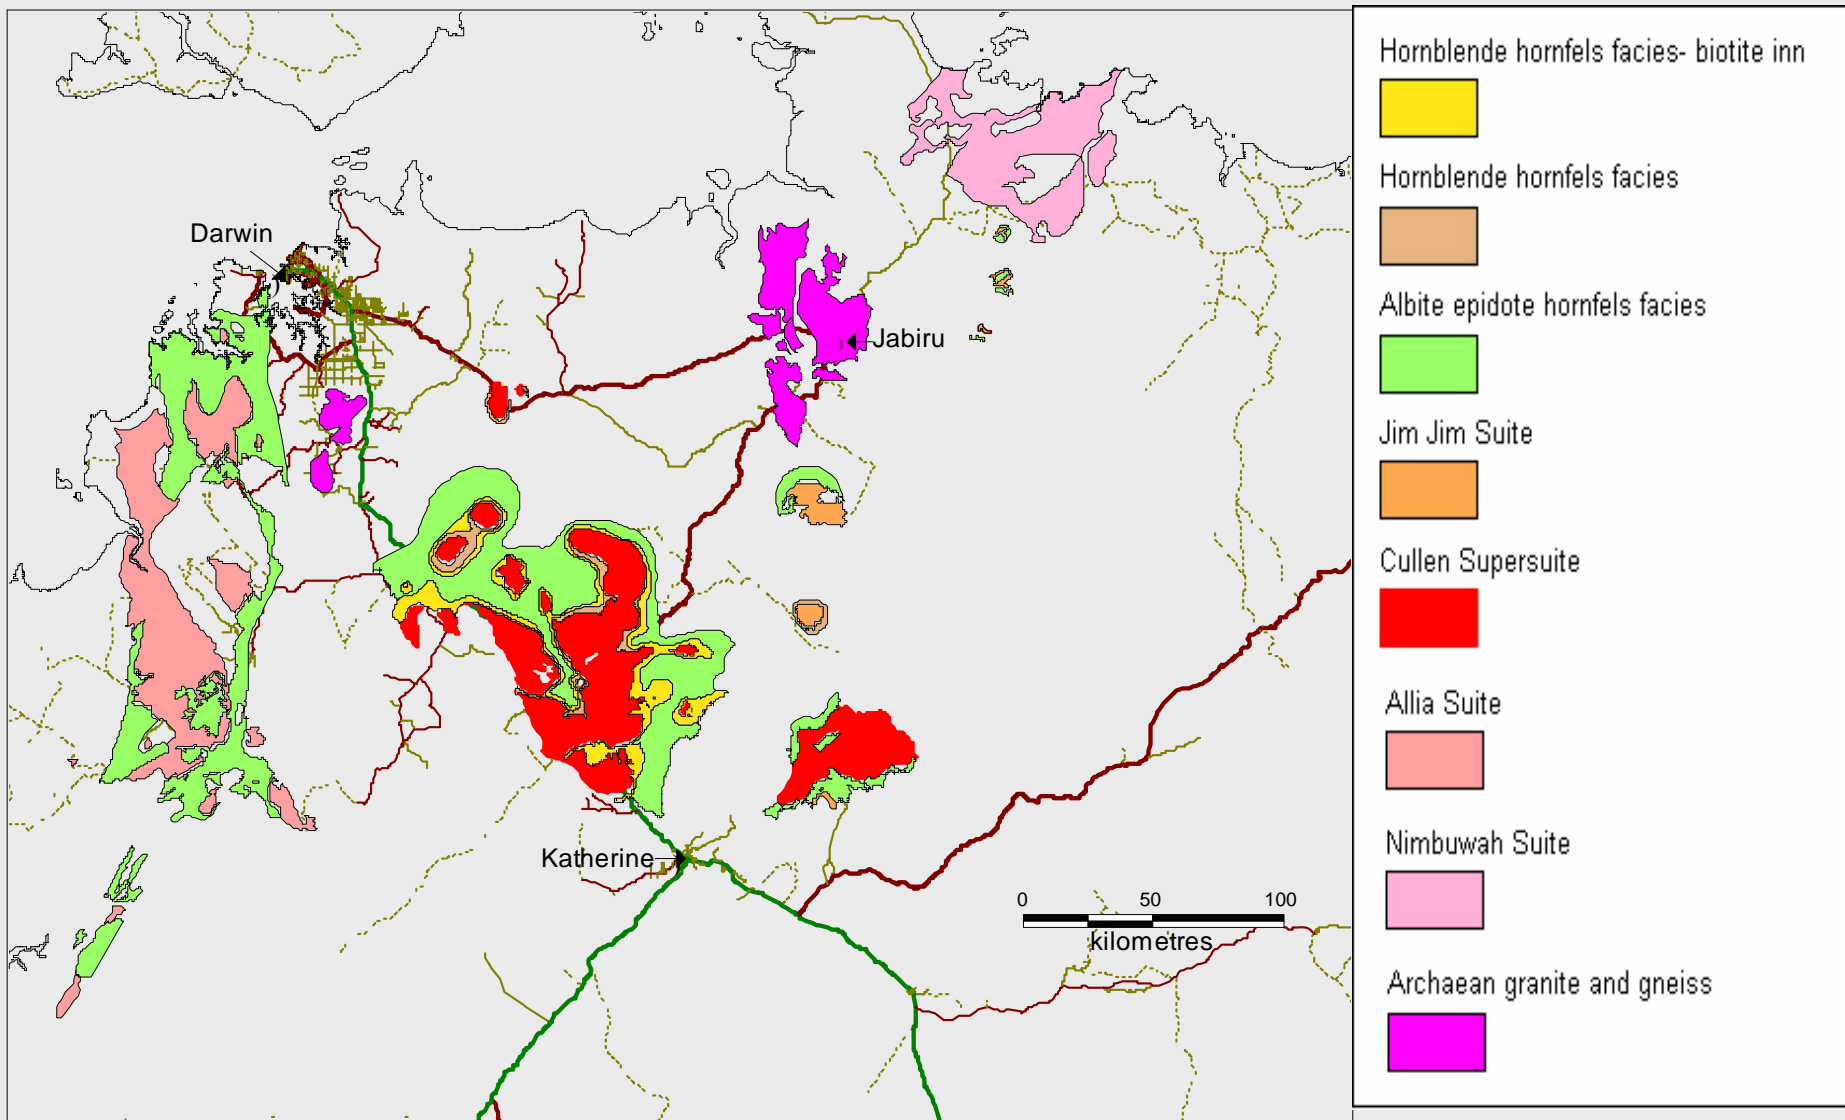 Darwin
Jabiru
Katherine
0 50 100
kilometres
Hornblende hornfels facies- biotite inn
Hornblende hornfels facies
Albite epidote hornfels facies
Jim Jim Suite
Cullen Supersuite
Allia Suite
Nimbuwah Suite
Archaean granite and gneiss